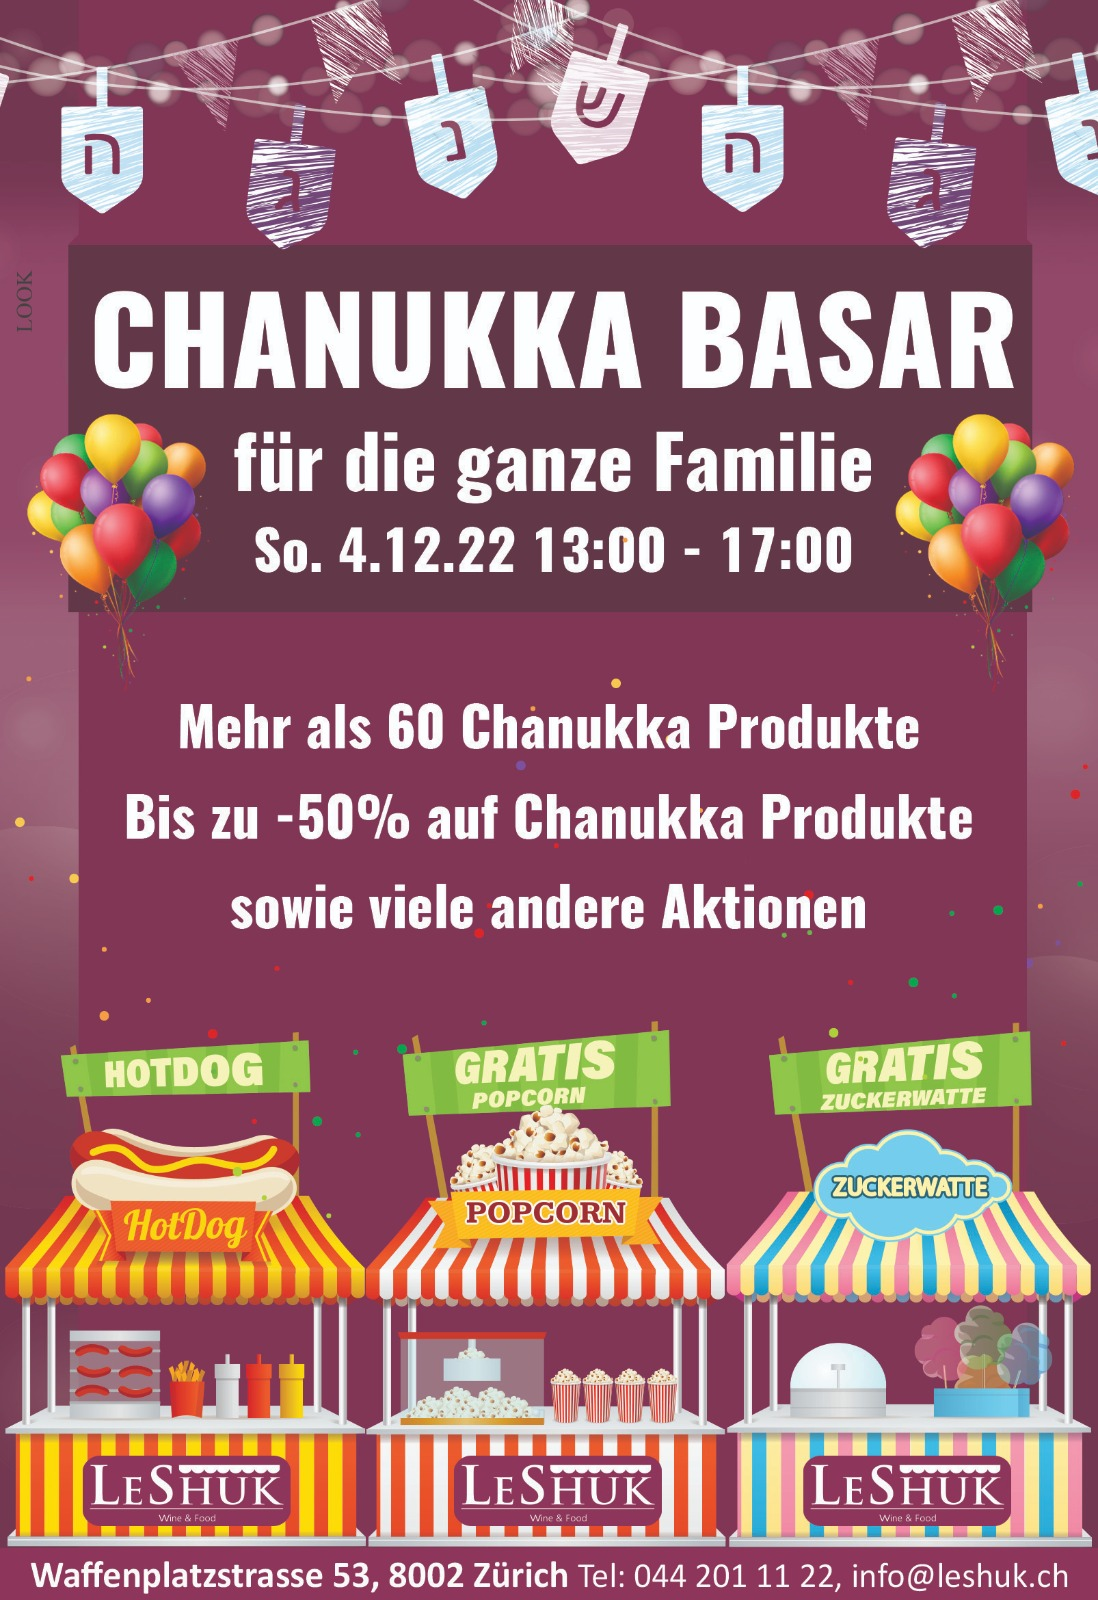 ה
ג
נ
ש
ה
ג
LOOK
CHANUKKA BASAR
für die ganze Familie
So. 4.12.22 13:00 - 17:00
Mehr als 60 Chanukka Produkte
Bis zu -50% auf Chanukka Produkte
sowie viele andere Aktionen
HOTDOG
GRATIS
POPCORN
GRATIS
ZUCKERWATTE
HotDog
POPCORN
ZUCKERWATTE
LESHUK
Wine & Food
LESHUK
Wine & Food
LESHUK
Wine & Food
Waffenplatzstrasse 53, 8002 Zürich Tel: 044 201 11 22, info@leshuk.ch